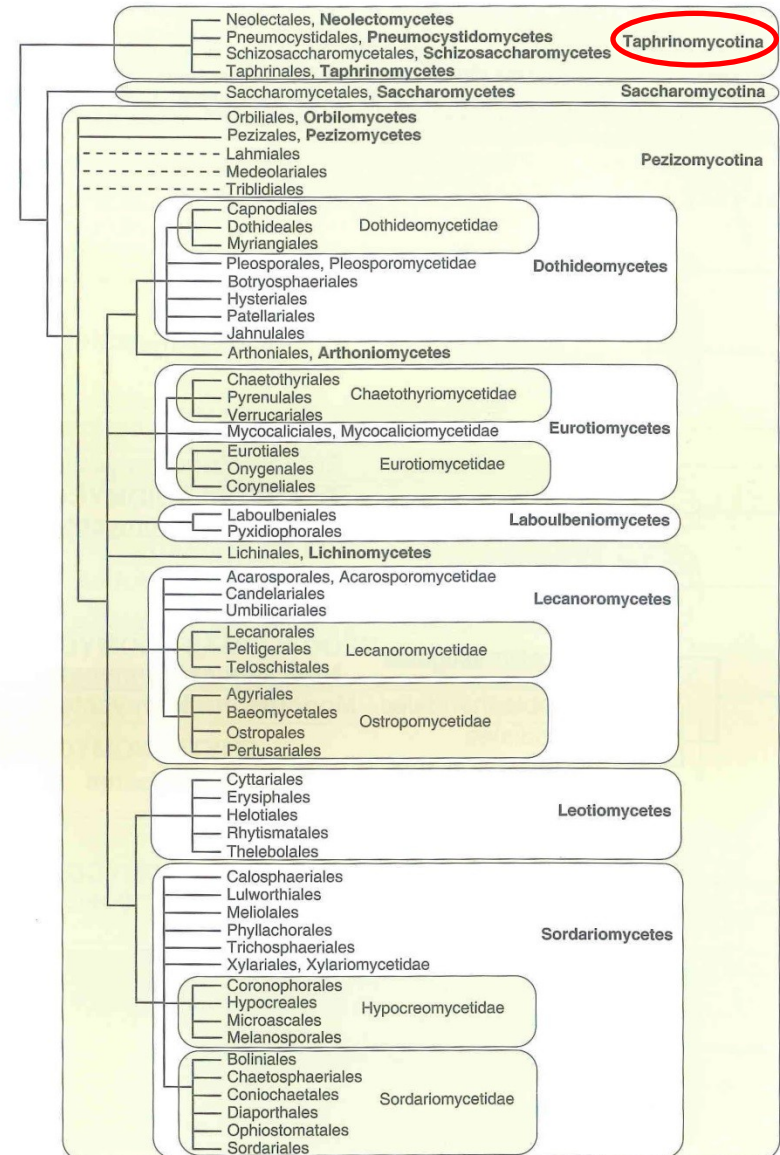 Neolectales, Neolectomycetes
Pneumocystidales, Pneumocystidomycetes
Taphrinomycotina
Schizosaccharomycetales, Schizosaccharomycetes
Taphrinales, Taphrinomycetes
Saccharomycetales, Saccharomycetes Saccharomycotina
Orbiliales, Orbilomycetes
Pezizales, Pezizomycetes
Lahmiales
Pezizomycotina
Medeolariales
Triblidiales
Capnodiales
Dothideales
Dothideomycetidae
Myriangiales
Pleosporales, Pleosporomycetidae
Dothideomycetes
Botryosphaeriales
Hysteriales
Patellariales
Jahnulales
Arthoniales, Arthoniomycetes
Chaetothyriales
Pyrenulales
Chaetothyriomycetidae
Verrucariales
Mycocaliciales, Mycocaliciomycetidae
Eurotiomycetes
Eurotiales
Onygenales
Eurotiomycetidae
Coryneliales
Laboulbeniales
Laboulbeniomycetes
Pyxidiophorales
Lichinales, Lichinomycetes
Acarosporales, Acarosporomycetidae
Candelariales
Lecanoromycetes
Umbilicariales
Lecanorales
Peltigerales
Lecanoromycetidae
Teloschistales
Agyriales
Baeomycetales
Ostropomycetidae
Ostropales
Pertusariales
Cyttariales
Erysiphales
Helotiales
Leotiomycetes
Rhytismatales
Thelebolales
Calosphaeriales
Lulworthiales
Meliolales
Phyllachorales
Sordariomycetes
Trichosphaeriales
Xylariales, Xylariomycetidae
Coronophorales
Hypocreales
Hypocreomycetidae
Microascales
Melanosporales
Boliniales
Chaetosphaeriales
Coniochaetales
Sordariomycetidae
Diaporthales
Ophiostomatales
Sordariales